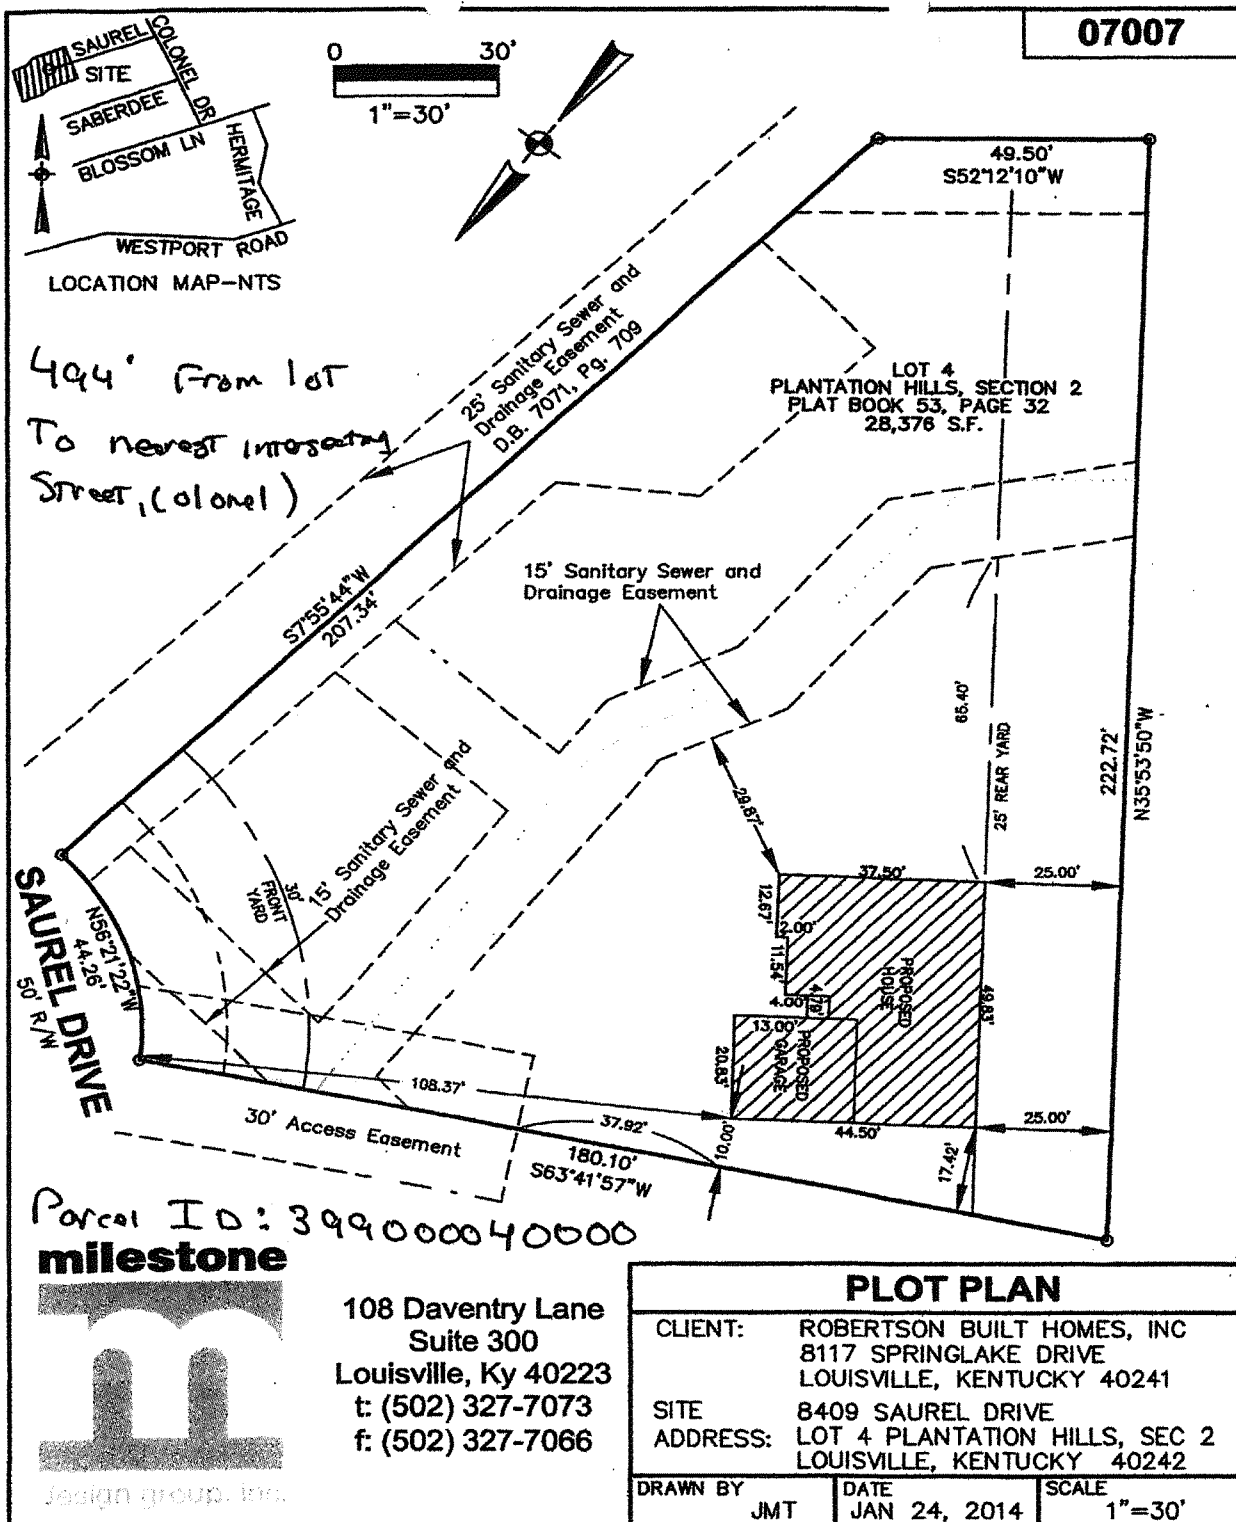 07007
SAUREL
COLONEL DR
SITE
SABERDEE
BLOSSOM LN
HERMITAGE
WESTPORT ROAD
LOCATION MAP-NTS
0 30'
1"=30'
49.50'
S52°12'10"W
494' From lot
To nearest intersecting
Street, (olonel)
25' Sanitary Sewer and
Drainage Easement
D.B. 7071, Pg. 709
LOT 4
PLANTATION HILLS, SECTION 2
PLAT BOOK 53, PAGE 32
28,376 S.F.
S7°55'44"W
207.34'
15' Sanitary Sewer and
Drainage Easement
65.40'
25' REAR YARD
222.72'
N35°53'50"W
29.87'
15' Sanitary Sewer and
Drainage Easement
30'
FRONT
YARD
SAUREL DRIVE
50' R/W
N56°21'22"W
44.26'
37.50'
25.00'
12.67'
2.00'
11.54'
4.00'
4.78'
PROPOSED
HOUSE
49.83'
13.00'
20.83'
PROPOSED
GARAGE
108.37'
37.92'
10.00'
44.50'
25.00'
17.42'
30' Access Easement
180.10'
S63°41'57"W
Parcel ID: 399000040000
milestone
design group, inc.
108 Daventry Lane
Suite 300
Louisville, Ky 40223
t: (502) 327-7073
f: (502) 327-7066
PLOT PLAN
CLIENT: ROBERTSON BUILT HOMES, INC
8117 SPRINGLAKE DRIVE
LOUISVILLE, KENTUCKY 40241
SITE 8409 SAUREL DRIVE
ADDRESS: LOT 4 PLANTATION HILLS, SEC 2
LOUISVILLE, KENTUCKY 40242
DRAWN BY
JMT
DATE
JAN 24, 2014
SCALE
1"=30'